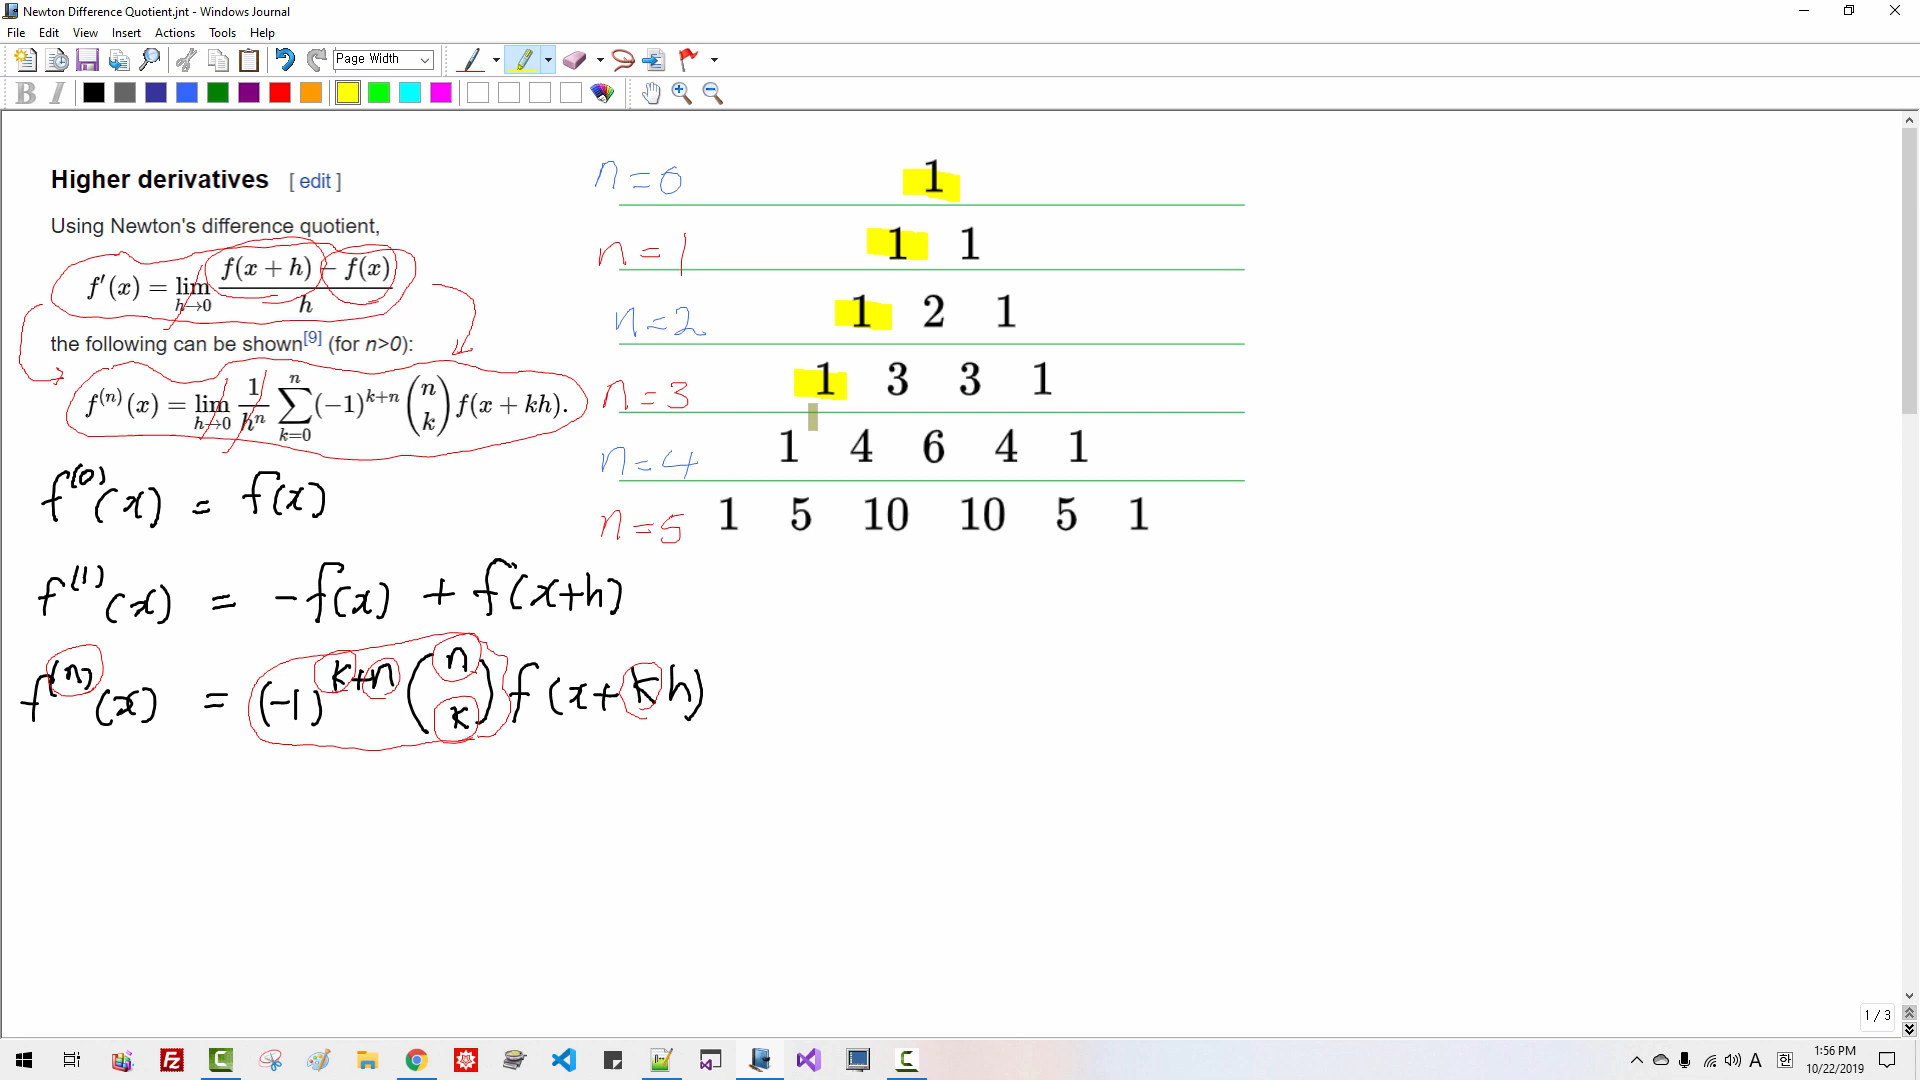 Newton Difference Quotient.jnt - Windows Journal
File Edit View Insert Actions Tools Help
Page Width
B I
Higher derivatives [ edit ]
Using Newton's difference quotient,
f′(x) = lim h→0 f(x + h) − f(x) / h
the following can be shown[9] (for n>0):
f(n)(x) = lim h→0 1/hⁿ ∑ k=0 n (−1)^k+n (n k) f(x + kh).
f(0)(x) = f(x)
f(1)(x) = -f(x) + f(x+h)
f(n)(x) = (-1)^k+n (n k) f(x+kh)
n=0 1
n=1 1 1
n=2 1 2 1
n=3 1 3 3 1
n=4 1 4 6 4 1
n=5 1 5 10 10 5 1
1 / 3
A 한
1:56 PM
10/22/2019